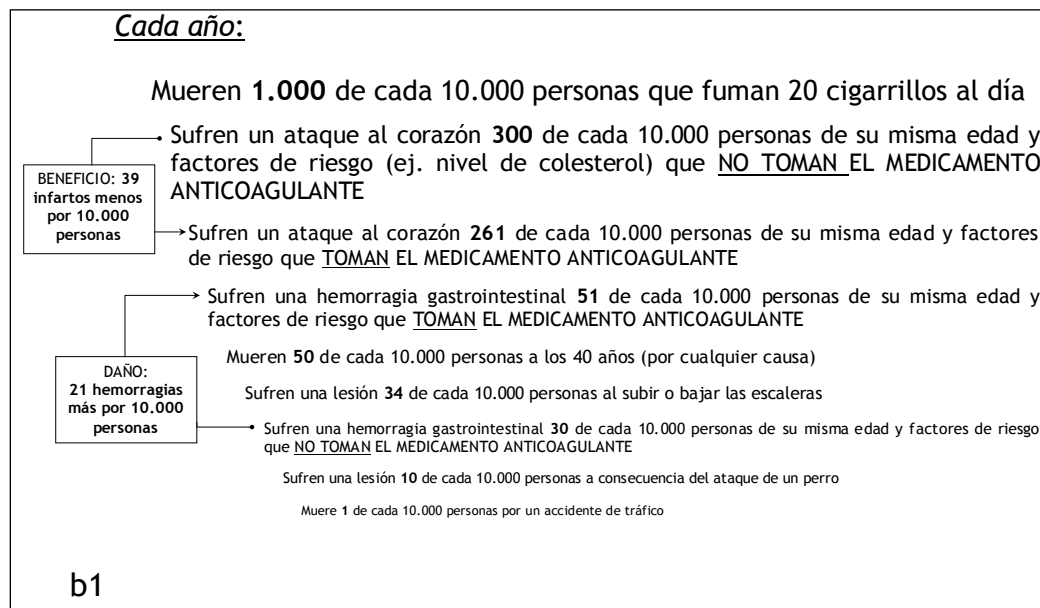 Cada año:
Mueren 1.000 de cada 10.000 personas que fuman 20 cigarrillos al día
Sufren un ataque al corazón 300 de cada 10.000 personas de su misma edad y
factores de riesgo (ej. nivel de colesterol) que NO TOMAN EL MEDICAMENTO
ANTICOAGULANTE
BENEFICIO: 39
infartos menos
por 10.000
personas
Sufren un ataque al corazón 261 de cada 10.000 personas de su misma edad y factores
de riesgo que TOMAN EL MEDICAMENTO ANTICOAGULANTE
Sufren una hemorragia gastrointestinal 51 de cada 10.000 personas de su misma edad y
factores de riesgo que TOMAN EL MEDICAMENTO ANTICOAGULANTE
Mueren 50 de cada 10.000 personas a los 40 años (por cualquier causa)
DAÑO:
21 hemorragias
más por 10.000
personas
Sufren una lesión 34 de cada 10.000 personas al subir o bajar las escaleras
Sufren una hemorragia gastrointestinal 30 de cada 10.000 personas de su misma edad y factores de riesgo
que NO TOMAN EL MEDICAMENTO ANTICOAGULANTE
Sufren una lesión 10 de cada 10.000 personas a consecuencia del ataque de un perro
Muere 1 de cada 10.000 personas por un accidente de tráfico
b1